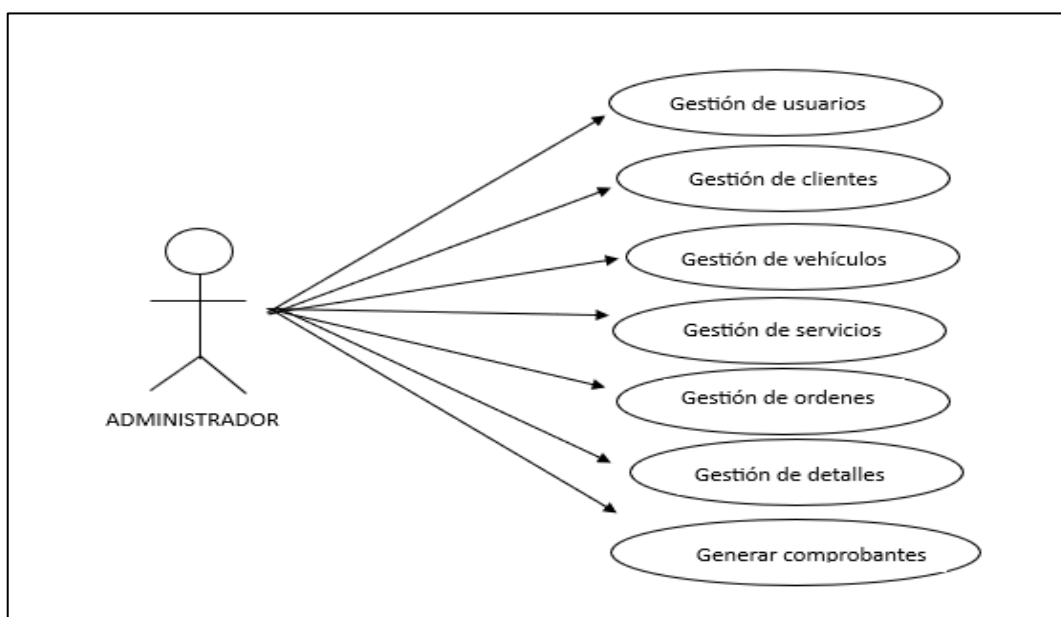 Gestión de usuarios
Gestión de clientes
Gestión de vehículos
Gestión de servicios
Gestión de ordenes
ADMINISTRADOR
Gestión de detalles
Generar comprobantes